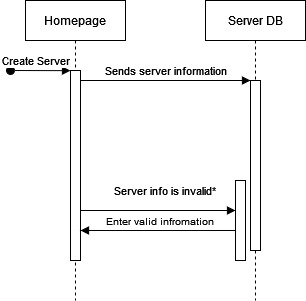 Homepage
Server DB
Create Server
Sends server information
Server info is invalid*
Enter valid infromation